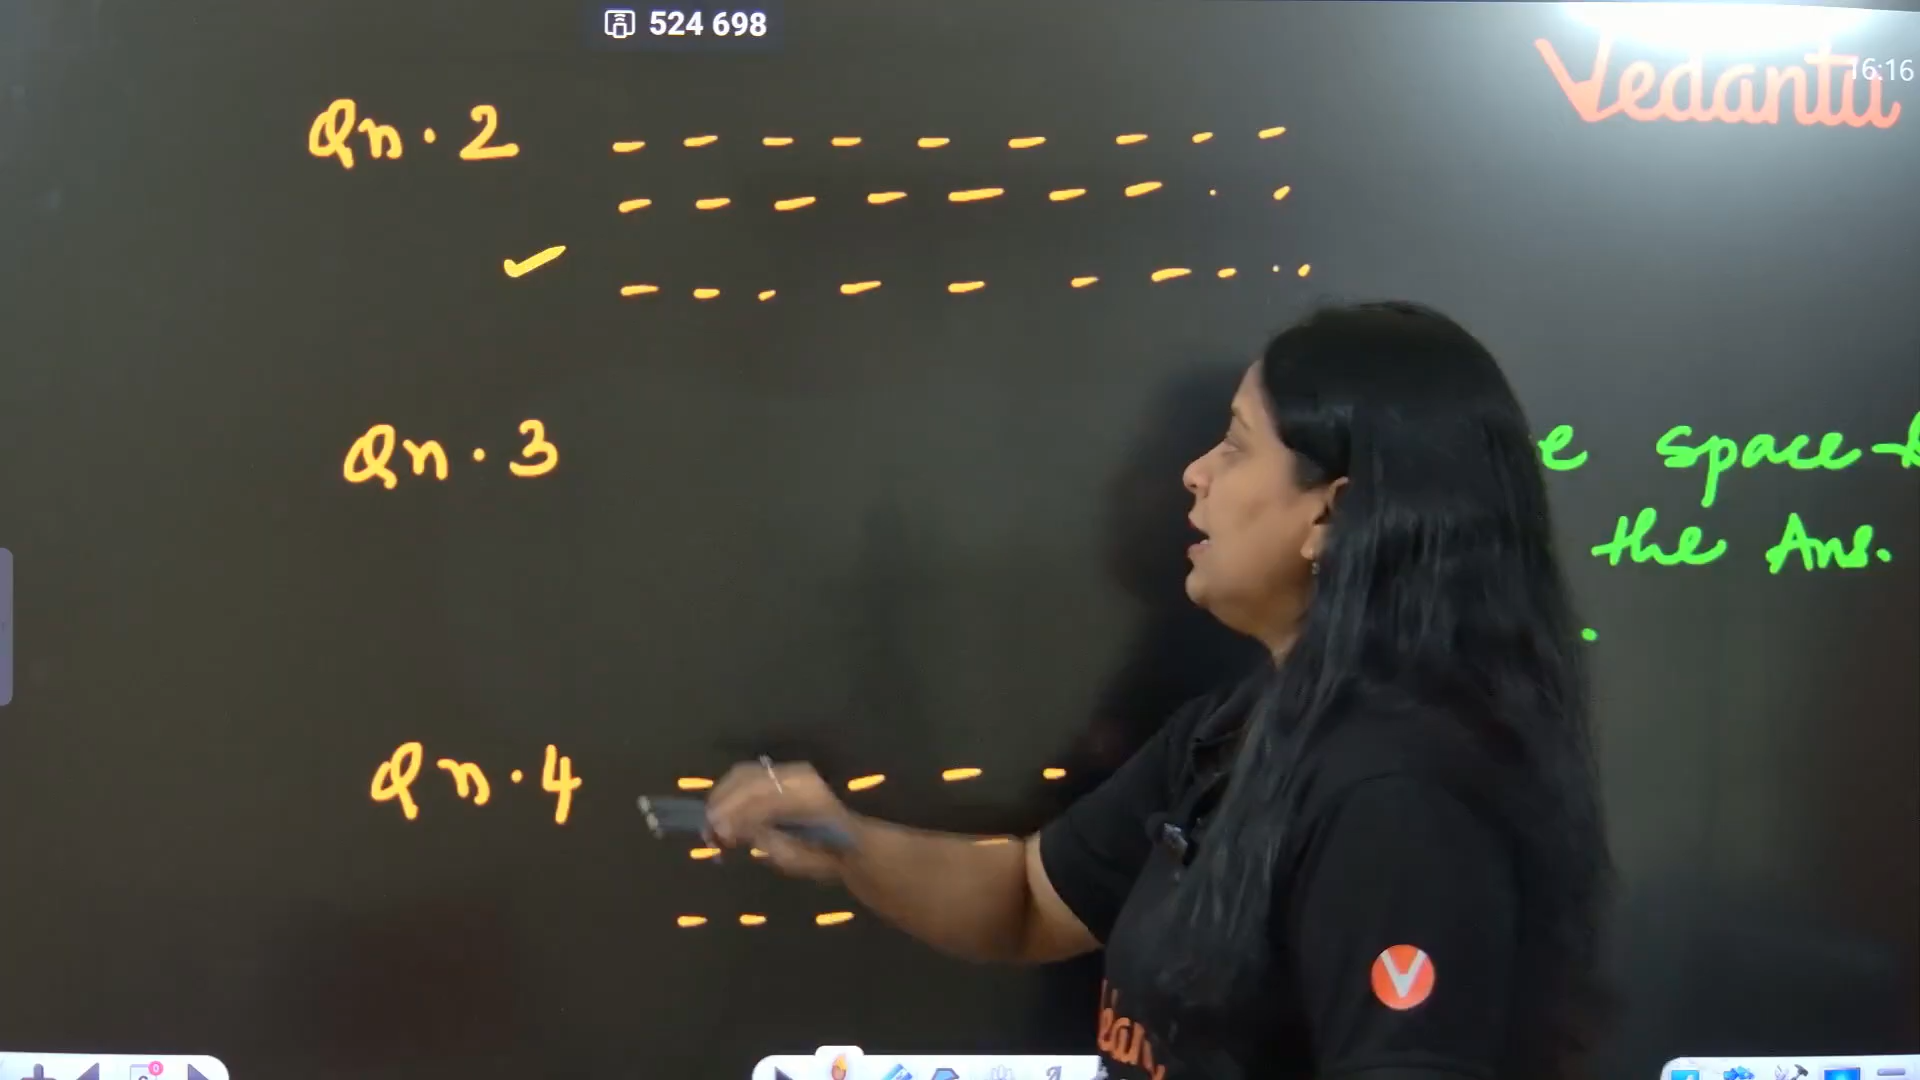 524 698
16:16
Vedantu
Qn. 2
Qn. 3
e space
the Ans.
Qn. 4
V